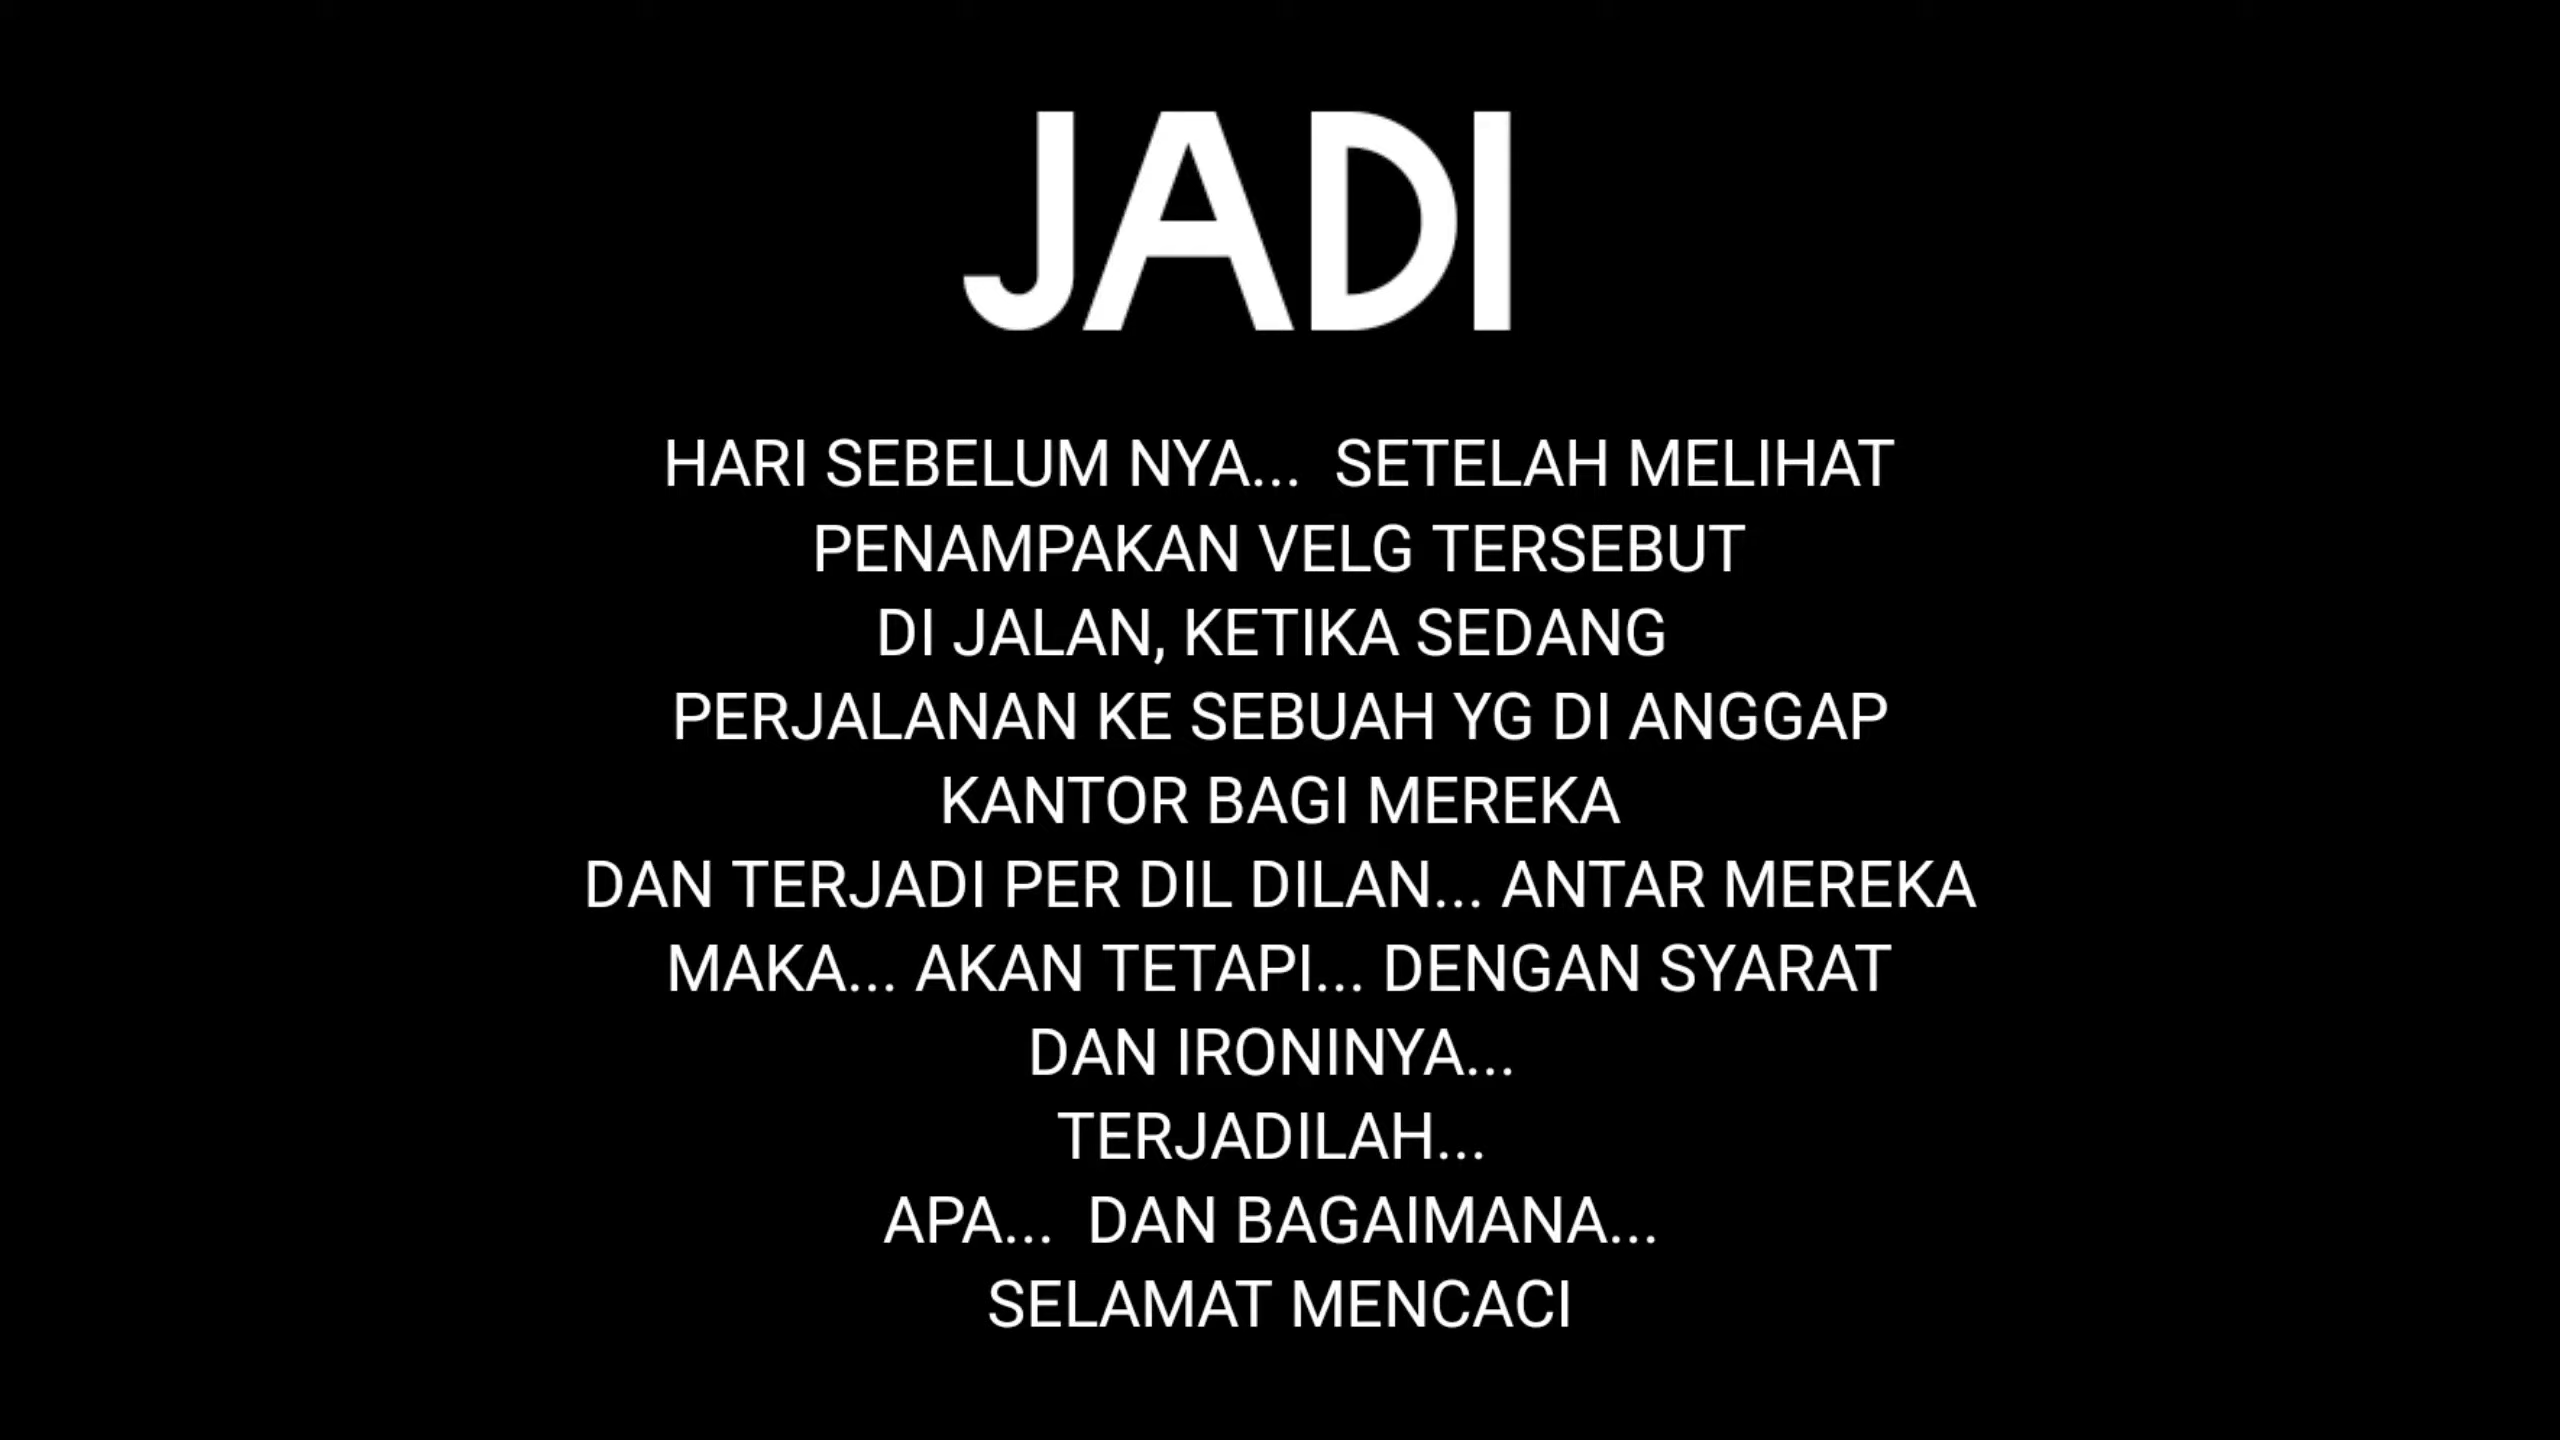 JADI
HARI SEBELUM NYA...  SETELAH MELIHAT
PENAMPAKAN VELG TERSEBUT
DI JALAN, KETIKA SEDANG
PERJALANAN KE SEBUAH YG DI ANGGAP
KANTOR BAGI MEREKA
DAN TERJADI PER DIL DILAN... ANTAR MEREKA
MAKA... AKAN TETAPI... DENGAN SYARAT
DAN IRONINYA...
TERJADILAH...
APA...  DAN BAGAIMANA...
SELAMAT MENCACI